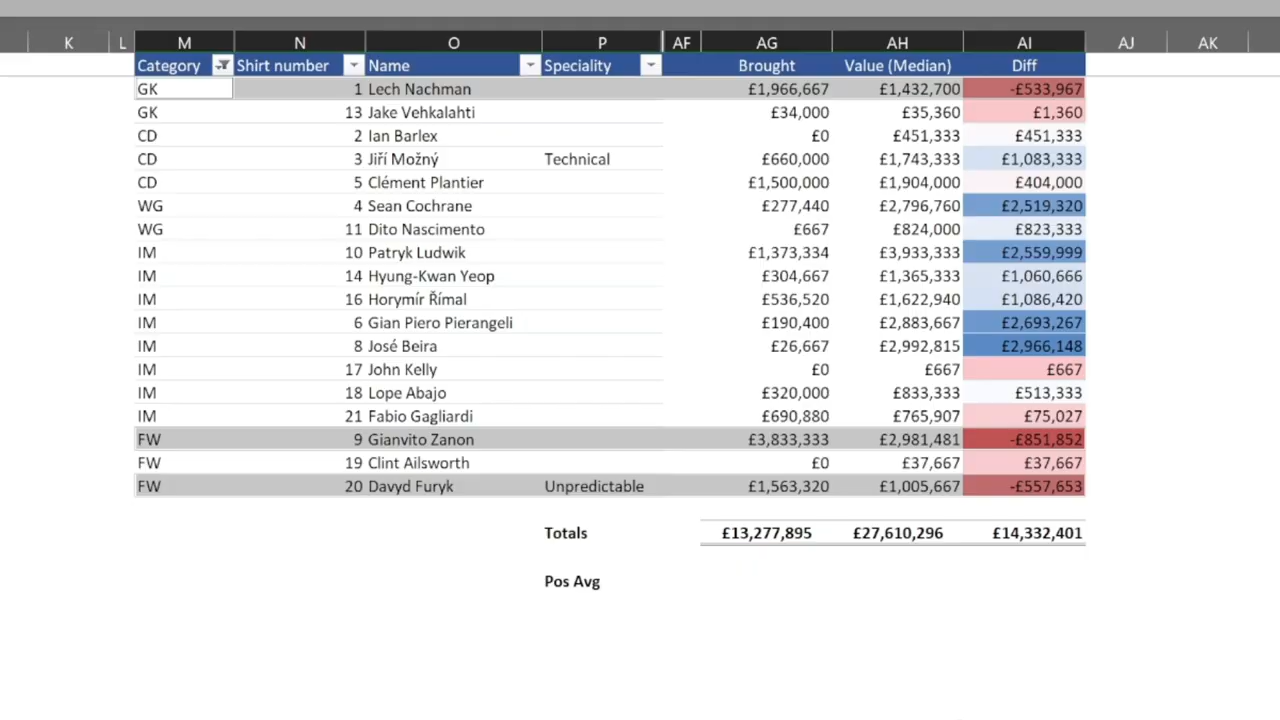 K L M N O P AF AG AH AI AJ AK
Category Shirt number Name Speciality Brought Value (Median) Diff
GK 1 Lech Nachman £1,966,667 £1,432,700 -£533,967
GK 13 Jake Vehkalahti £34,000 £35,360 £1,360
CD 2 Ian Barlex £0 £451,333 £451,333
CD 3 Jiří Možný Technical £660,000 £1,743,333 £1,083,333
CD 5 Clément Plantier £1,500,000 £1,904,000 £404,000
WG 4 Sean Cochrane £277,440 £2,796,760 £2,519,320
WG 11 Dito Nascimento £667 £824,000 £823,333
IM 10 Patryk Ludwik £1,373,334 £3,933,333 £2,559,999
IM 14 Hyung-Kwan Yeop £304,667 £1,365,333 £1,060,666
IM 16 Horymír Římal £536,520 £1,622,940 £1,086,420
IM 6 Gian Piero Pierangeli £190,400 £2,883,667 £2,693,267
IM 8 José Beira £26,667 £2,992,815 £2,966,148
IM 17 John Kelly £0 £667 £667
IM 18 Lope Abajo £320,000 £833,333 £513,333
IM 21 Fabio Gagliardi £690,880 £765,907 £75,027
FW 9 Gianvito Zanon £3,833,333 £2,981,481 -£851,852
FW 19 Clint Ailsworth £0 £37,667 £37,667
FW 20 Davyd Furyk Unpredictable £1,563,320 £1,005,667 -£557,653
Totals £13,277,895 £27,610,296 £14,332,401
Pos Avg